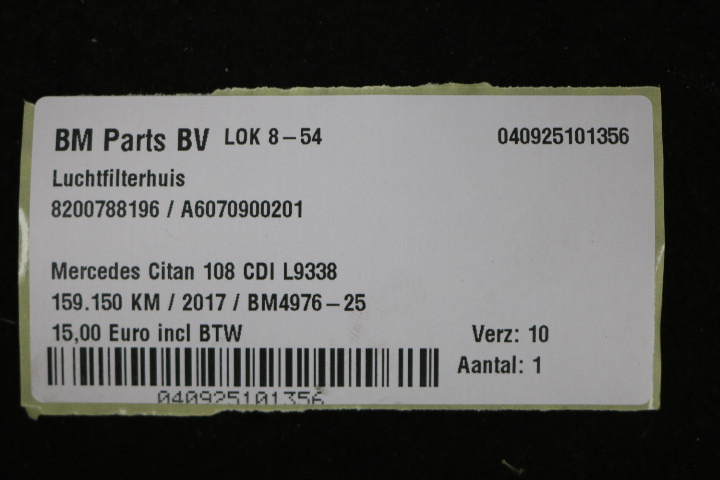 BM Parts BV LOK 8-54 040925101356
Luchtfilterhuis
8200788196 / A6070900201
Mercedes Citan 108 CDI L9338
159.150 KM / 2017 / BM4976-25
15,00 Euro incl BTW Verz: 10
Aantal: 1
040925101356